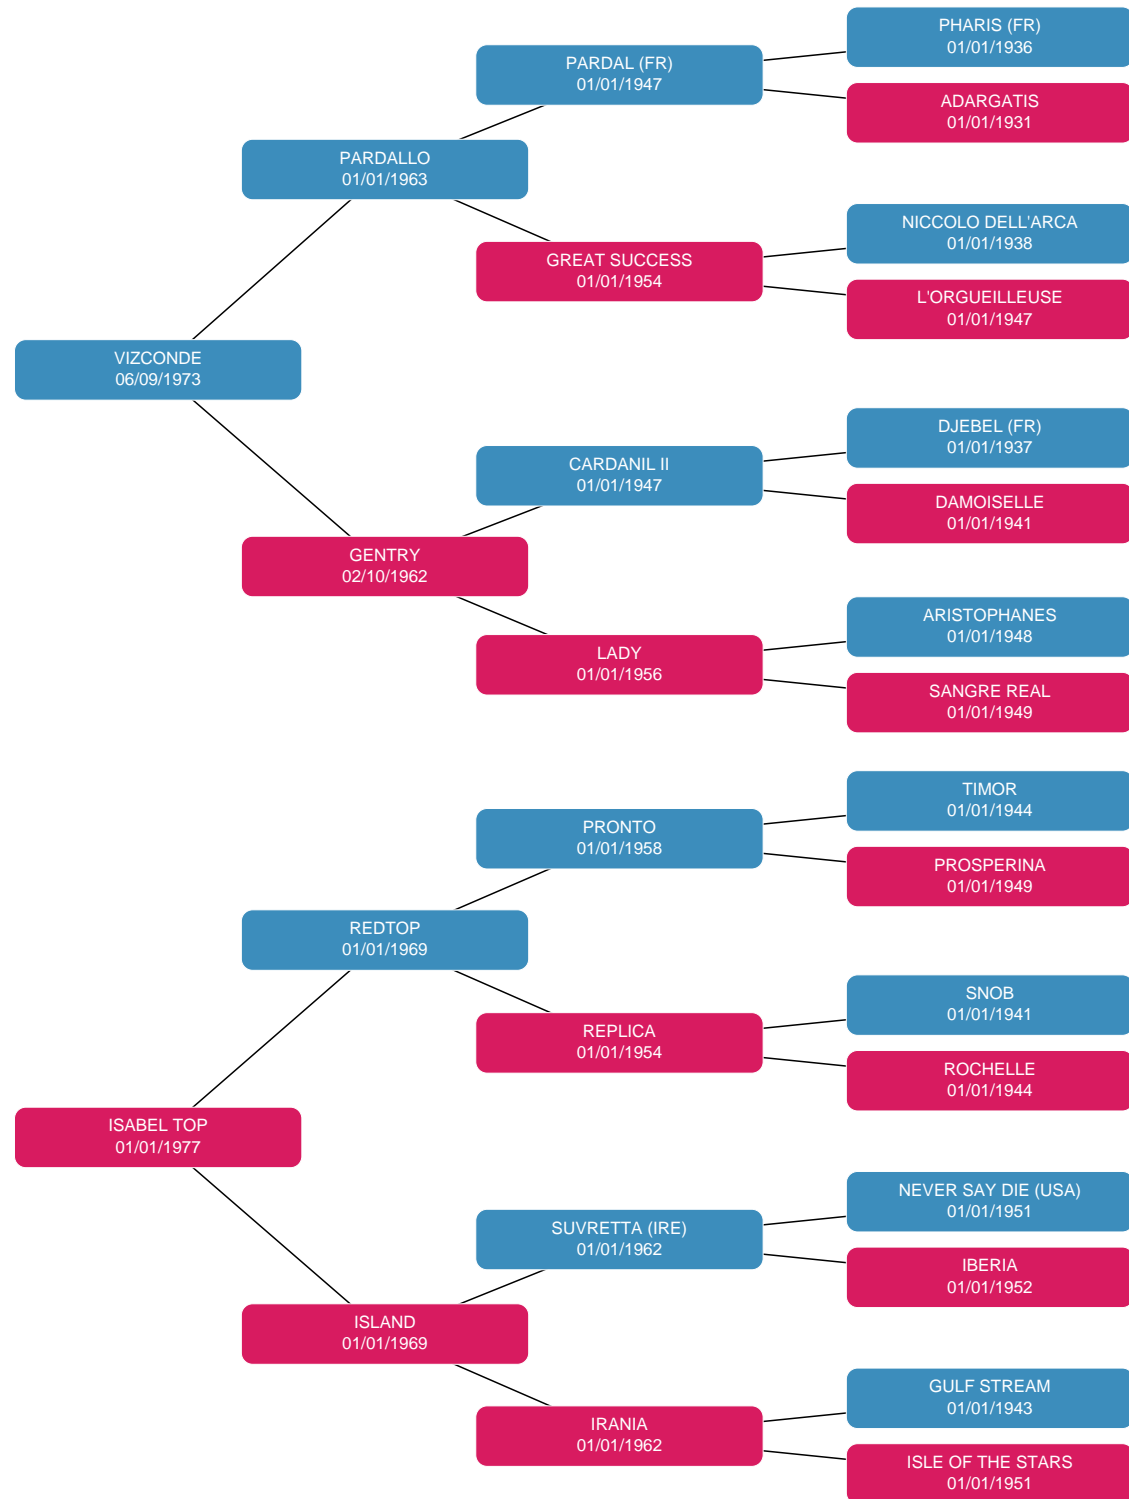 PHARIS (FR)
01/01/1936
PARDAL (FR)
01/01/1947
ADARGATIS
01/01/1931
PARDALLO
01/01/1963
NICCOLO DELL'ARCA
01/01/1938
GREAT SUCCESS
01/01/1954
L'ORGUEILLEUSE
01/01/1947
VIZCONDE
06/09/1973
DJEBEL (FR)
01/01/1937
CARDANIL II
01/01/1947
DAMOISELLE
01/01/1941
GENTRY
02/10/1962
ARISTOPHANES
01/01/1948
LADY
01/01/1956
SANGRE REAL
01/01/1949
TIMOR
01/01/1944
PRONTO
01/01/1958
PROSPERINA
01/01/1949
REDTOP
01/01/1969
SNOB
01/01/1941
REPLICA
01/01/1954
ROCHELLE
01/01/1944
ISABEL TOP
01/01/1977
NEVER SAY DIE (USA)
01/01/1951
SUVRETTA (IRE)
01/01/1962
IBERIA
01/01/1952
ISLAND
01/01/1969
GULF STREAM
01/01/1943
IRANIA
01/01/1962
ISLE OF THE STARS
01/01/1951